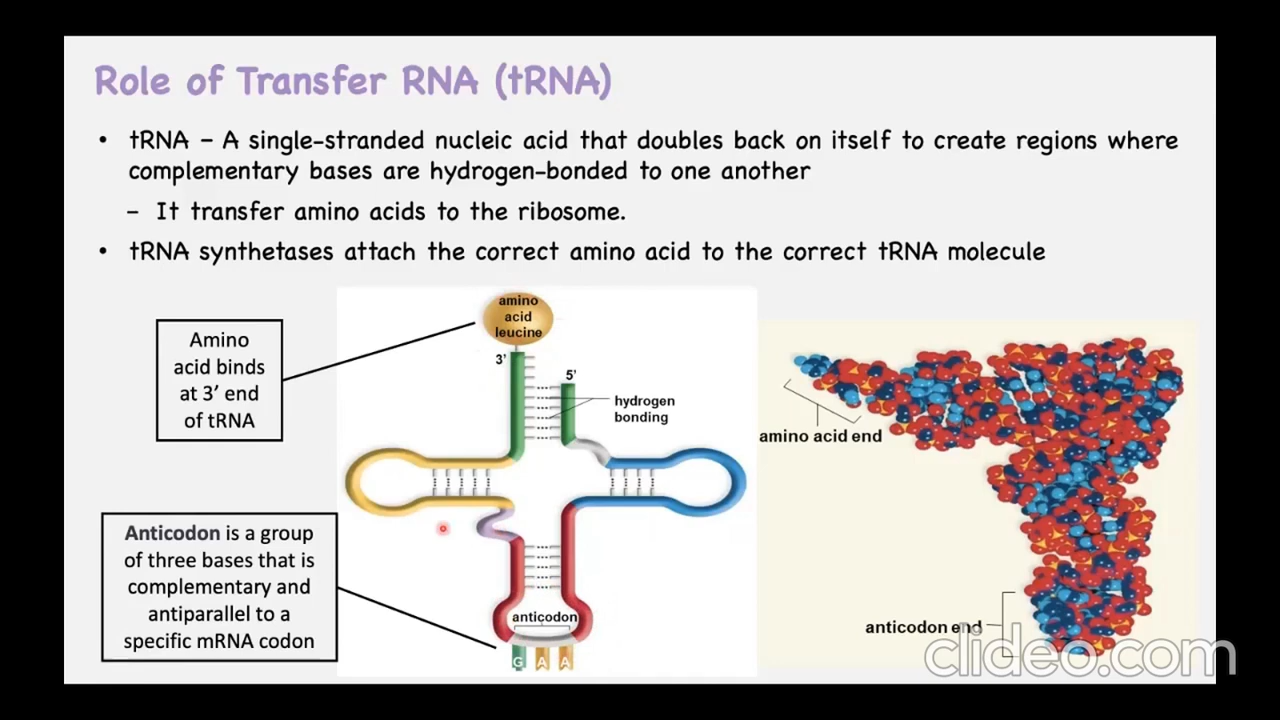 Role of Transfer RNA (tRNA)
• tRNA – A single-stranded nucleic acid that doubles back on itself to create regions where
complementary bases are hydrogen-bonded to one another
– It transfer amino acids to the ribosome.
• tRNA synthetases attach the correct amino acid to the correct tRNA molecule
Amino
acid binds
at 3’ end
of tRNA
amino
acid
leucine
3’
5’
hydrogen
bonding
Anticodon is a group
of three bases that is
complementary and
antiparallel to a
specific mRNA codon
anticodon
G A A
amino acid end
anticodon end
clideo.com